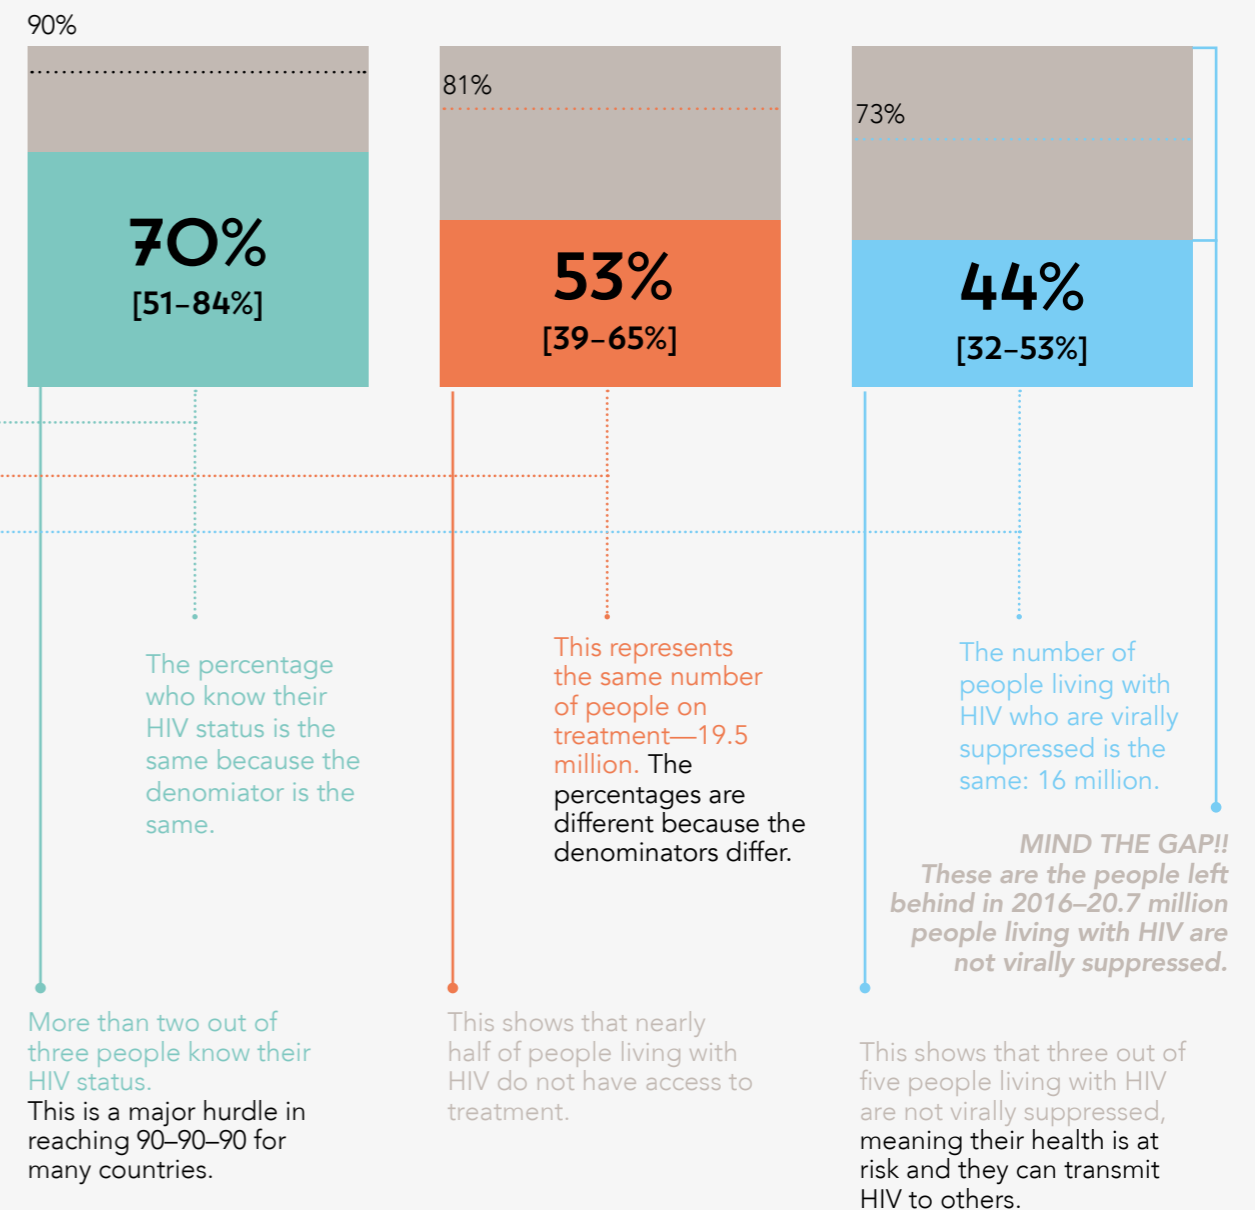 90%
70%
[51–84%]
81%
53%
[39–65%]
73%
44%
[32–53%]
The percentage
who know their
HIV status is the
same because the
denomiator is the
same.
This represents
the same number
of people on
treatment—19.5
million. The
percentages are
different because the
denominators differ.
The number of
people living with
HIV who are virally
suppressed is the
same: 16 million.
MIND THE GAP!!
These are the people left
behind in 2016–20.7 million
people living with HIV are
not virally suppressed.
More than two out of
three people know their
HIV status.
This is a major hurdle in
reaching 90–90–90 for
many countries.
This shows that nearly
half of people living with
HIV do not have access to
treatment.
This shows that three out of
five people living with HIV
are not virally suppressed,
meaning their health is at
risk and they can transmit
HIV to others.